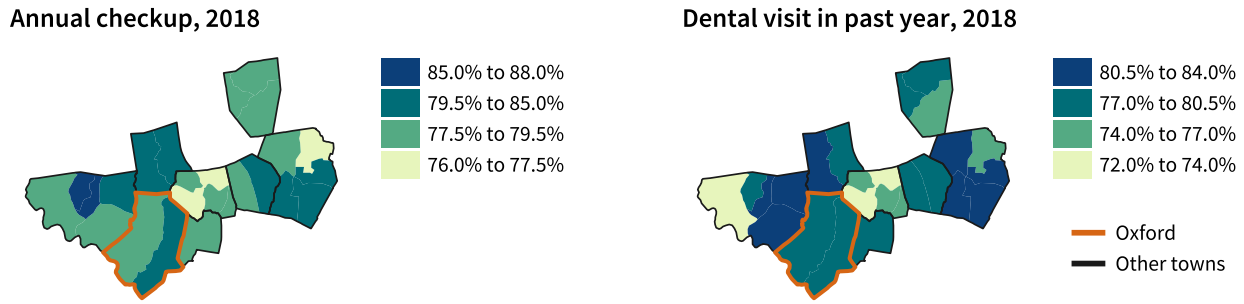 Annual checkup, 2018
85.0% to 88.0%
79.5% to 85.0%
77.5% to 79.5%
76.0% to 77.5%
Dental visit in past year, 2018
80.5% to 84.0%
77.0% to 80.5%
74.0% to 77.0%
72.0% to 74.0%
Oxford
Other towns